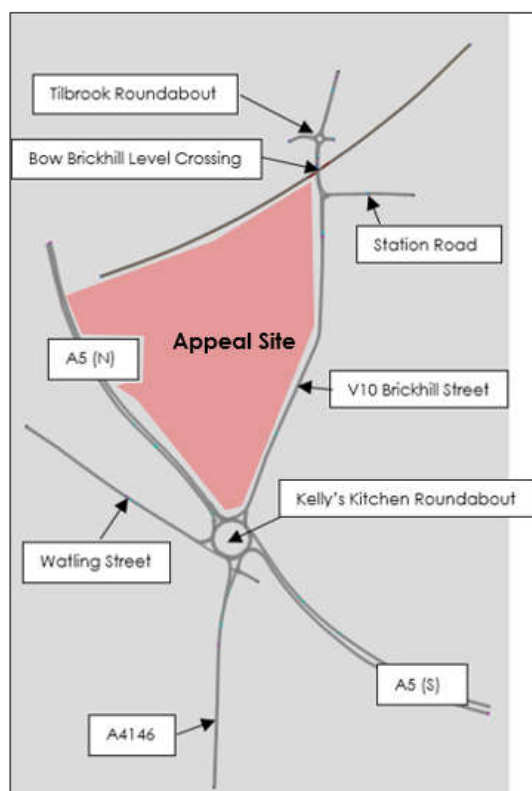 Tilbrook Roundabout
Bow Brickhill Level Crossing
Station Road
Appeal Site
A5 (N)
V10 Brickhill Street
Kelly's Kitchen Roundabout
Watling Street
A5 (S)
A4146